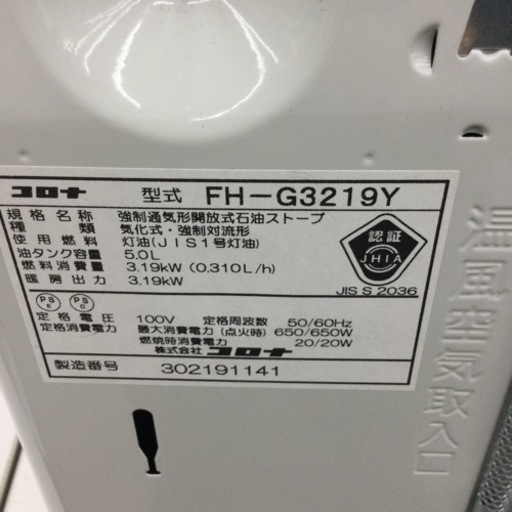 コロナ 型式 FH-G3219Y
規格名称 強制通気形開放式石油ストーブ
種類 気化式・強制対流形
使用燃料 灯油(JIS1号灯油)
油タンク容量 5.0L
燃料消費量 3.19kW (0.310L/h)
暖房出力 3.19kW
認証
JHIA
JIS S 2036
PS E PS C
定格電圧 100V 定格周波数 50/60Hz
定格消費電力 最大消費電力(点火時) 650/650W
燃焼時消費電力 20/20W
株式会社 コロナ
製造番号 302191141
温風空気取入口